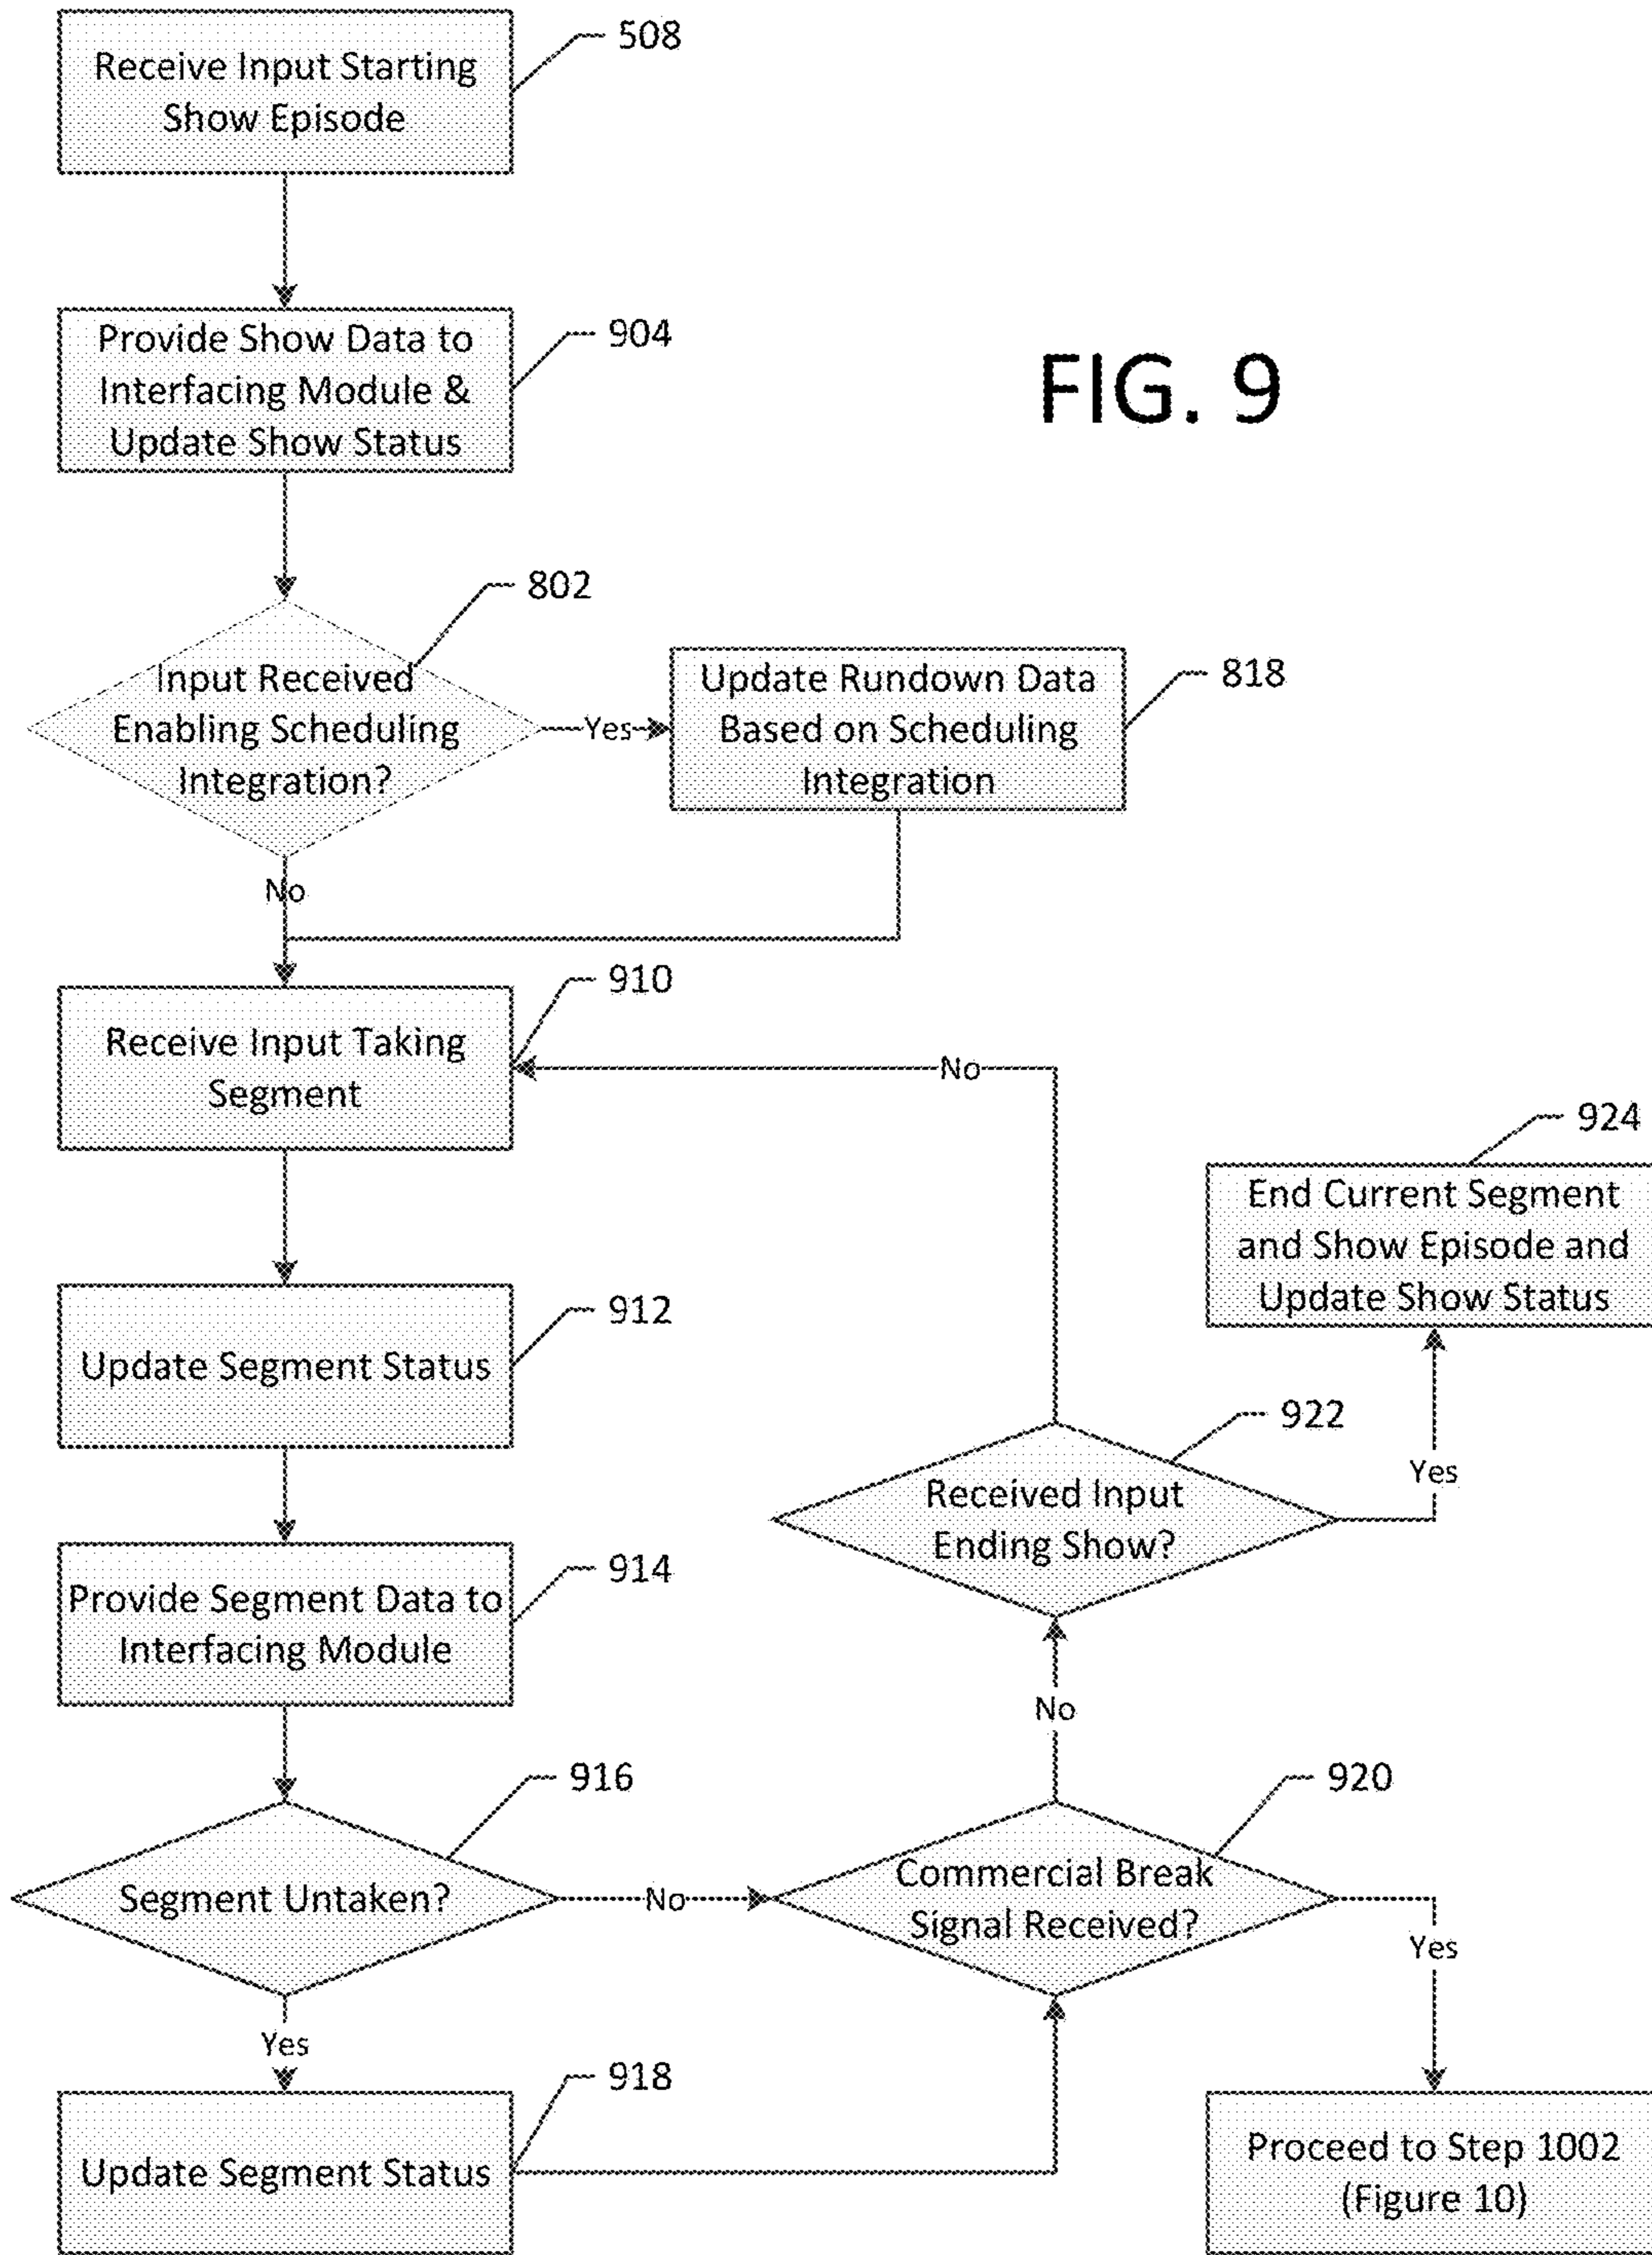 Receive Input Starting
Show Episode
508
Provide Show Data to
Interfacing Module &
Update Show Status
904
FIG. 9
802
Input Received
Enabling Scheduling
Integration?
Yes
Update Rundown Data
Based on Scheduling
Integration
818
No
910
Receive Input Taking
Segment
No
924
End Current Segment
and Show Episode and
Update Show Status
912
Update Segment Status
922
Received Input
Ending Show?
Yes
914
Provide Segment Data to
Interfacing Module
No
916
Segment Untaken?
No
920
Commercial Break
Signal Received?
Yes
Yes
918
Update Segment Status
Proceed to Step 1002
(Figure 10)